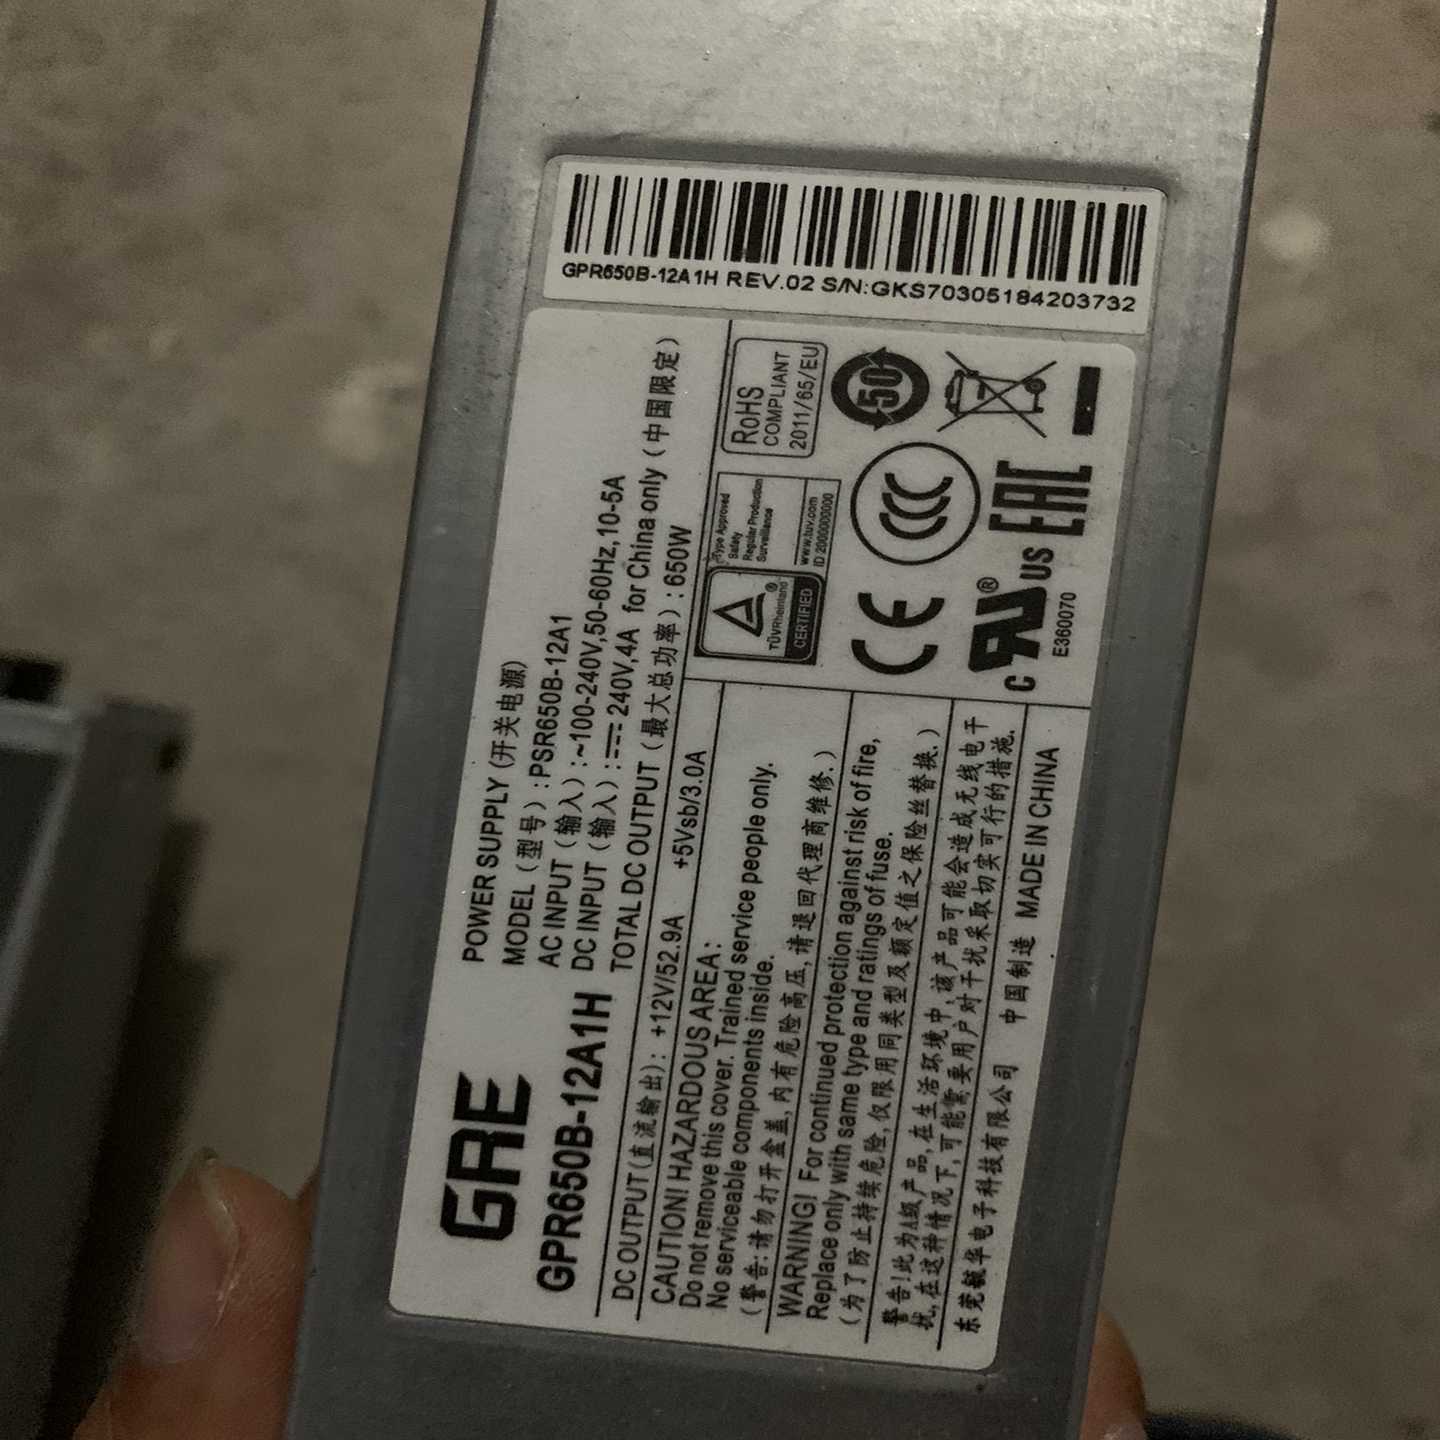 GPR650B-12A1H REV.02 S/N:GKS70305184203732
GRE
GPR650B-12A1H
POWER SUPPLY (开关电源)
MODEL（型号）: PSR650B-12A1
AC INPUT（输入）: ~100-240V,50-60Hz,10-5A
DC INPUT（输入）: ⎓ 240V,4A for China only（中国限定）
TOTAL DC OUTPUT（最大总功率）: 650W
DC OUTPUT(直流输出): +12V/52.9A +5Vsb/3.0A
CAUTION! HAZARDOUS AREA:
Do not remove this cover. Trained service people only.
No serviceable components inside.
（警告:请勿打开盒盖,内有危险高压,请退回代理商维修.）
WARNING! For continued protection against risk of fire,
Replace only with same type and ratings of fuse.
（为了防止持续危险,仅限用同类型及额定值之保险丝替换.）
警告!此为A级产品,在生活环境中,该产品可能会造成无线电干
扰,在这种情况下,可能需要用户对干扰采取切实可行的措施.
东莞毓华电子科技有限公司 中国制造 MADE IN CHINA
RoHS
COMPLIANT
2011/65/EU
50
Type Approved
Safety
Regular Production
Surveillance
www.tuv.com
ID 2000000000
TÜVRheinland
CERTIFIED
CCC
CE
EAC
c RU us
E360070